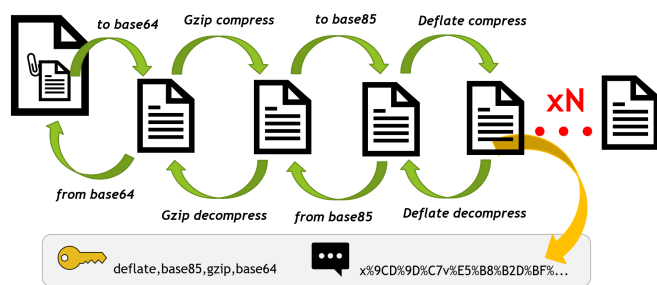 to base64
Gzip compress
to base85
Deflate compress
xN
from base64
Gzip decompress
from base85
Deflate decompress
deflate,base85,gzip,base64
x%9CD%9D%C7v%E5%B8%B2D%BF%...